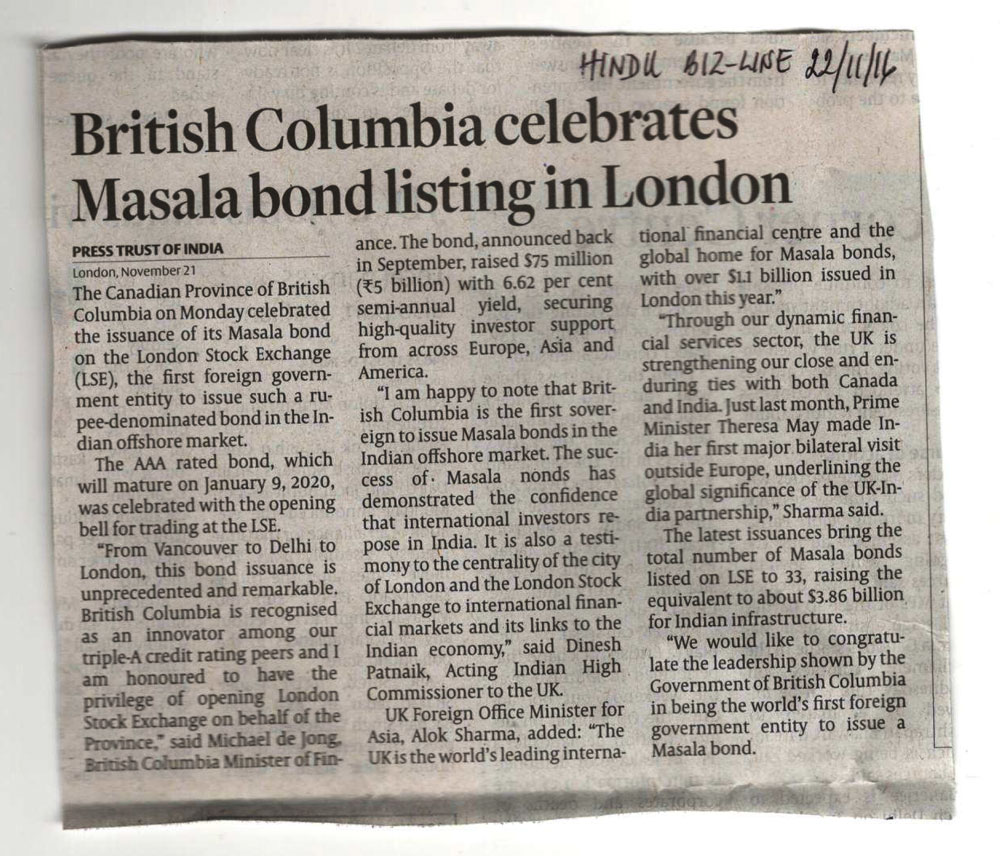 HINDU BIZ-LINE 22/11/16
British Columbia celebrates
Masala bond listing in London
PRESS TRUST OF INDIA
London, November 21
The Canadian Province of British
Columbia on Monday celebrated
the issuance of its Masala bond
on the London Stock Exchange
(LSE), the first foreign govern-
ment entity to issue such a ru-
pee-denominated bond in the In-
dian offshore market.
The AAA rated bond, which
will mature on January 9, 2020,
was celebrated with the opening
bell for trading at the LSE.
“From Vancouver to Delhi to
London, this bond issuance is
unprecedented and remarkable.
British Columbia is recognised
as an innovator among our
triple-A credit rating peers and I
am honoured to have the
privilege of opening London
Stock Exchange on behalf of the
Province,” said Michael de Jong,
British Columbia Minister of Fin-
ance. The bond, announced back
in September, raised $75 million
(₹5 billion) with 6.62 per cent
semi-annual yield, securing
high-quality investor support
from across Europe, Asia and
America.
“I am happy to note that Brit-
ish Columbia is the first sover-
eign to issue Masala bonds in the
Indian offshore market. The suc-
cess of Masala nonds has
demonstrated the confidence
that international investors re-
pose in India. It is also a testi-
mony to the centrality of the city
of London and the London Stock
Exchange to international finan-
cial markets and its links to the
Indian economy,” said Dinesh
Patnaik, Acting Indian High
Commissioner to the UK.
UK Foreign Office Minister for
Asia, Alok Sharma, added: “The
UK is the world’s leading interna-
tional financial centre and the
global home for Masala bonds,
with over $1.1 billion issued in
London this year.”
“Through our dynamic finan-
cial services sector, the UK is
strengthening our close and en-
during ties with both Canada
and India. Just last month, Prime
Minister Theresa May made In-
dia her first major bilateral visit
outside Europe, underlining the
global significance of the UK-In-
dia partnership,” Sharma said.
The latest issuances bring the
total number of Masala bonds
listed on LSE to 33, raising the
equivalent to about $3.86 billion
for Indian infrastructure.
“We would like to congratu-
late the leadership shown by the
Government of British Columbia
in being the world’s first foreign
government entity to issue a
Masala bond.